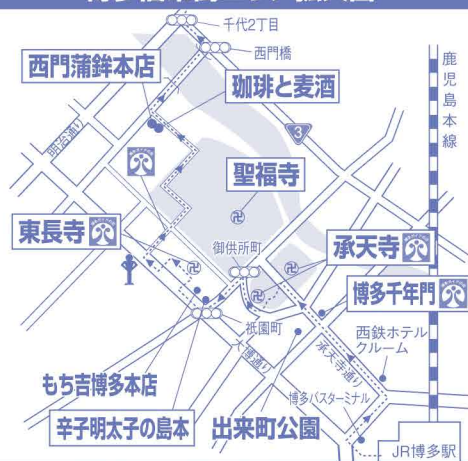 千代2丁目
西門橋
西門蒲鉾本店
珈琲と麦酒
鹿児島本線
明治通り
3
聖福寺
東長寺
御供所町
承天寺
博多千年門
祇園町
大博通り
承天寺通り
西鉄ホテル
クルーム
もち吉博多本店
博多バスターミナル
辛子明太子の島本
出来町公園
JR博多駅